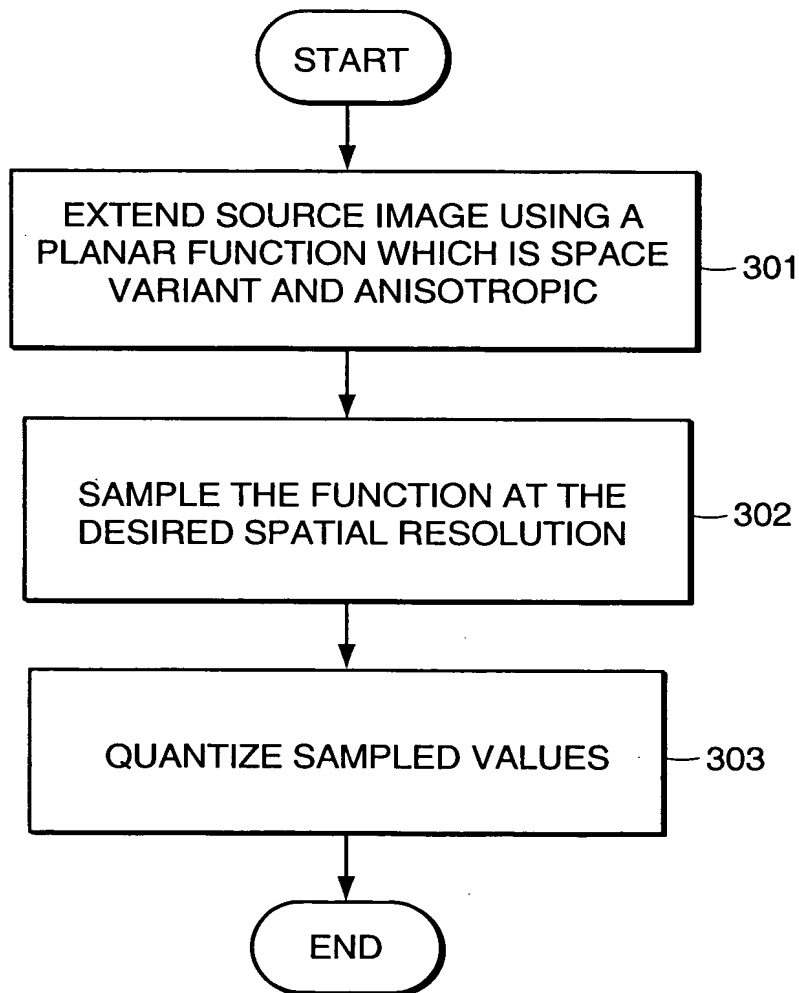 START
EXTEND SOURCE IMAGE USING A
PLANAR FUNCTION WHICH IS SPACE
VARIANT AND ANISOTROPIC
301
SAMPLE THE FUNCTION AT THE
DESIRED SPATIAL RESOLUTION
302
QUANTIZE SAMPLED VALUES
303
END